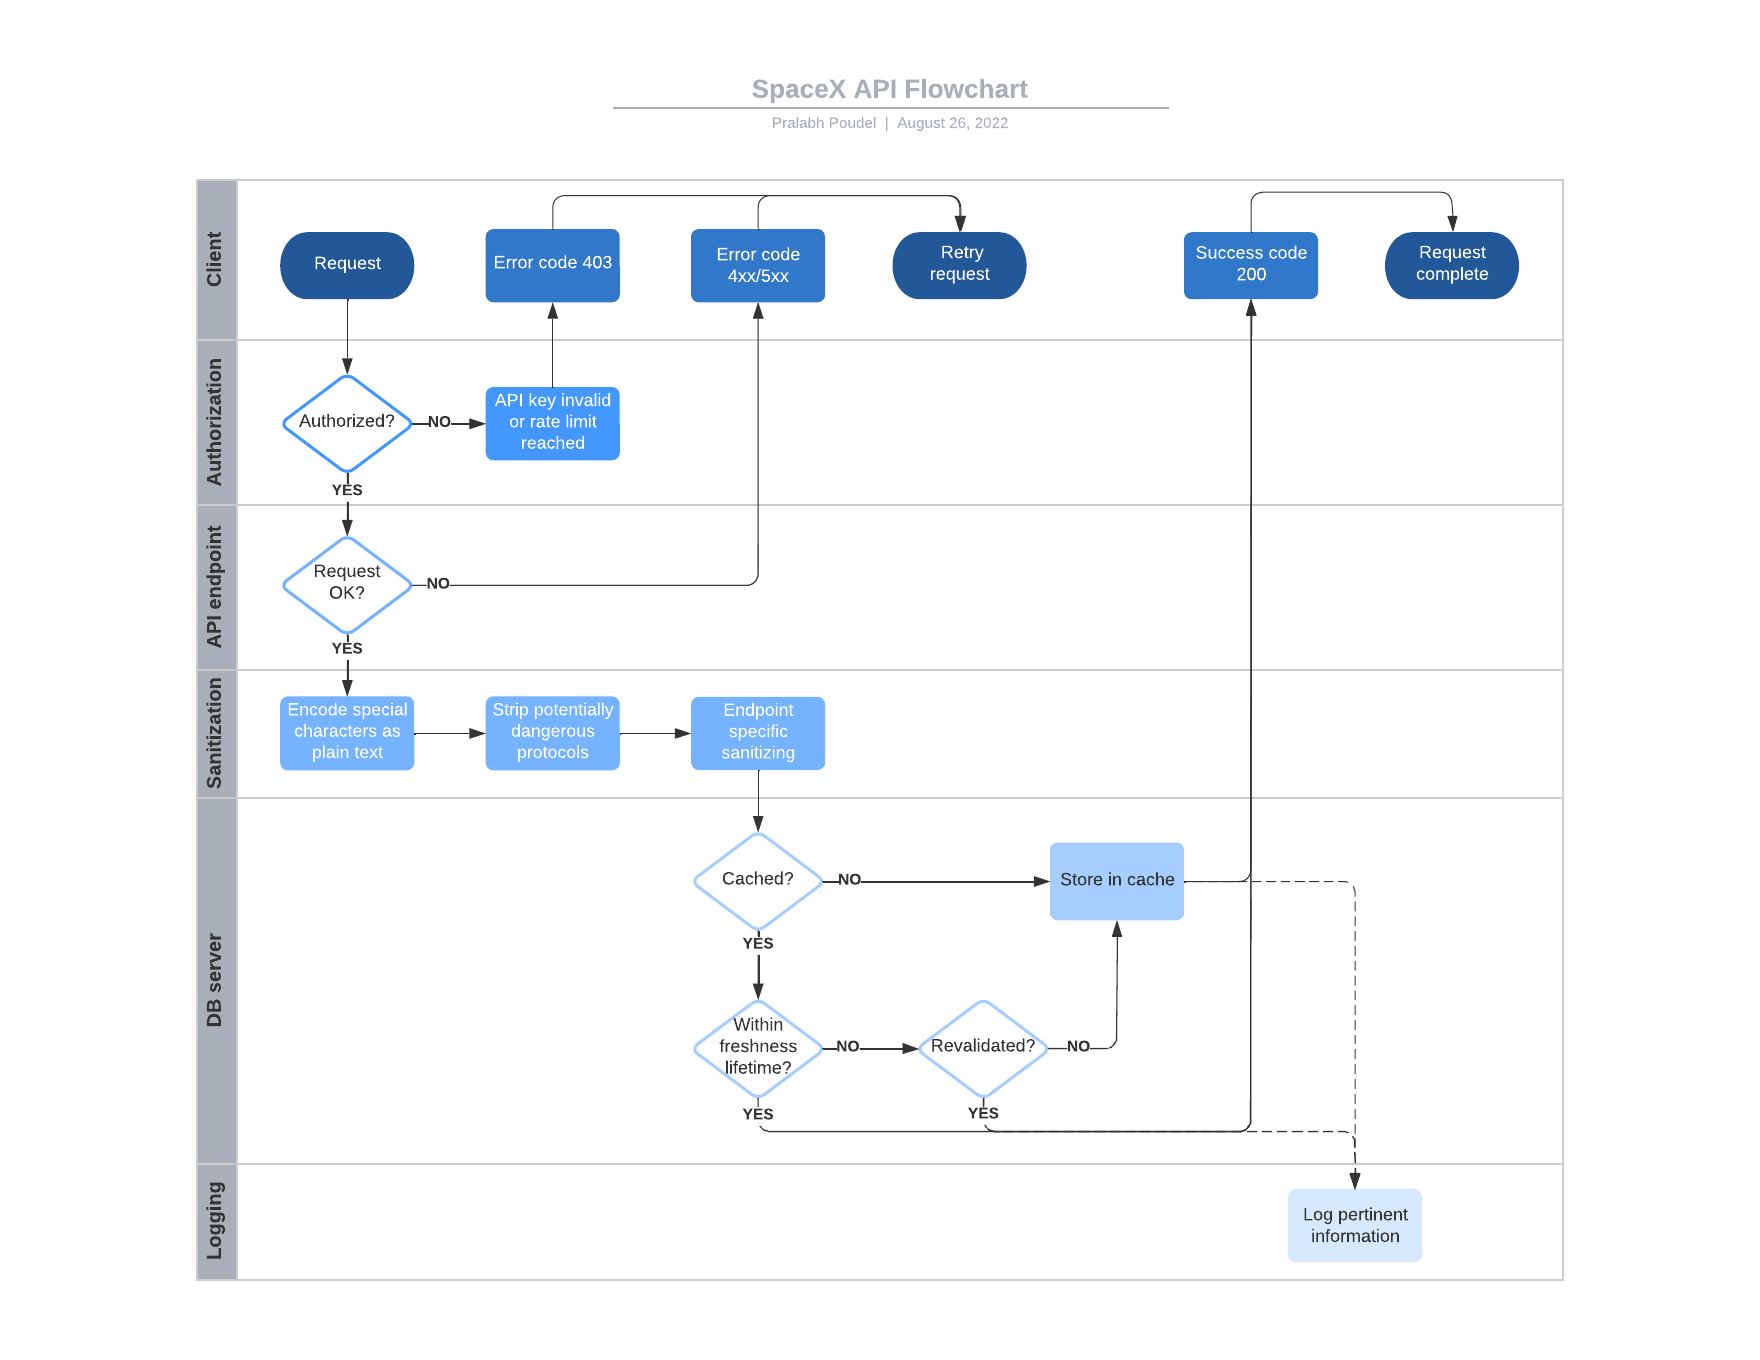 SpaceX API Flowchart
Pralabh Poudel | August 26, 2022
Client
Request
Error code 403
Error code
4xx/5xx
Retry
request
Success code
200
Request
complete
Authorization
Authorized?
NO
API key invalid
or rate limit
reached
YES
API endpoint
Request
OK?
NO
YES
Sanitization
Encode special
characters as
plain text
Strip potentially
dangerous
protocols
Endpoint
specific
sanitizing
DB server
Cached?
NO
Store in cache
YES
Within
freshness
lifetime?
NO
Revalidated?
NO
YES
YES
Logging
Log pertinent
information